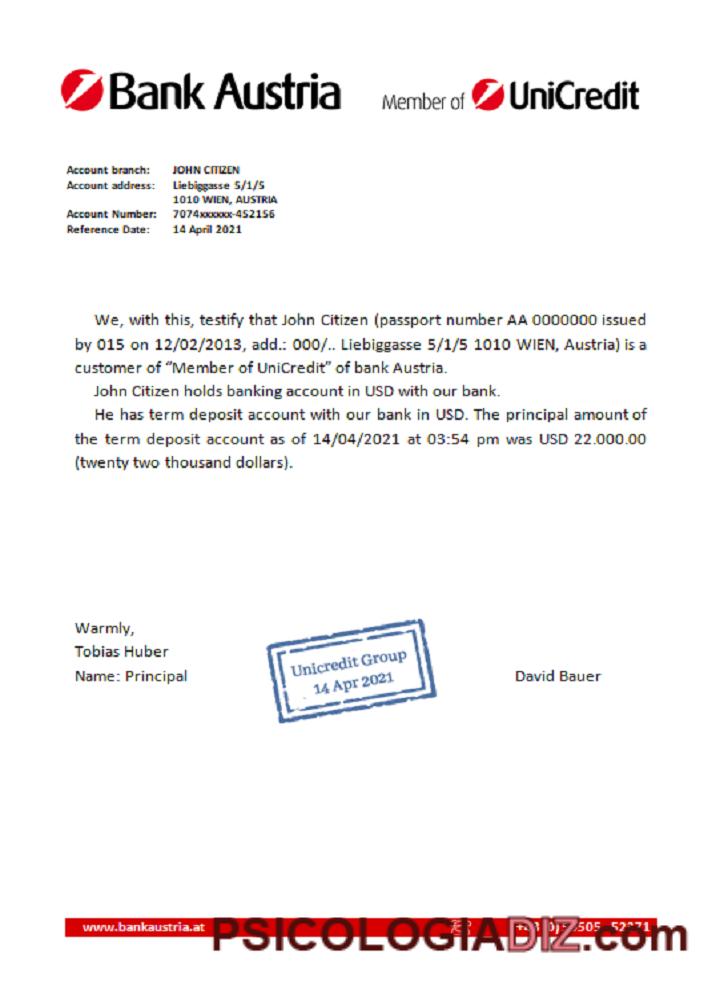 Bank Austria Member of UniCredit
Account branch: JOHN CITIZEN
Account address: Liebiggasse 5/1/5
1010 WIEN, AUSTRIA
Account Number: 7074xxxxxx-452156
Reference Date: 14 April 2021
We, with this, testify that John Citizen (passport number AA 0000000 issued
by 015 on 12/02/2013, add.: 000/.. Liebiggasse 5/1/5 1010 WIEN, Austria) is a
customer of “Member of UniCredit” of bank Austria.
John Citizen holds banking account in USD with our bank.
He has term deposit account with our bank in USD. The principal amount of
the term deposit account as of 14/04/2021 at 03:54 pm was USD 22.000.00
(twenty two thousand dollars).
Warmly,
Tobias Huber
Name: Principal
Unicredit Group
14 Apr 2021
David Bauer
www.bankaustria.at
PSICOLOGIADIZ.com